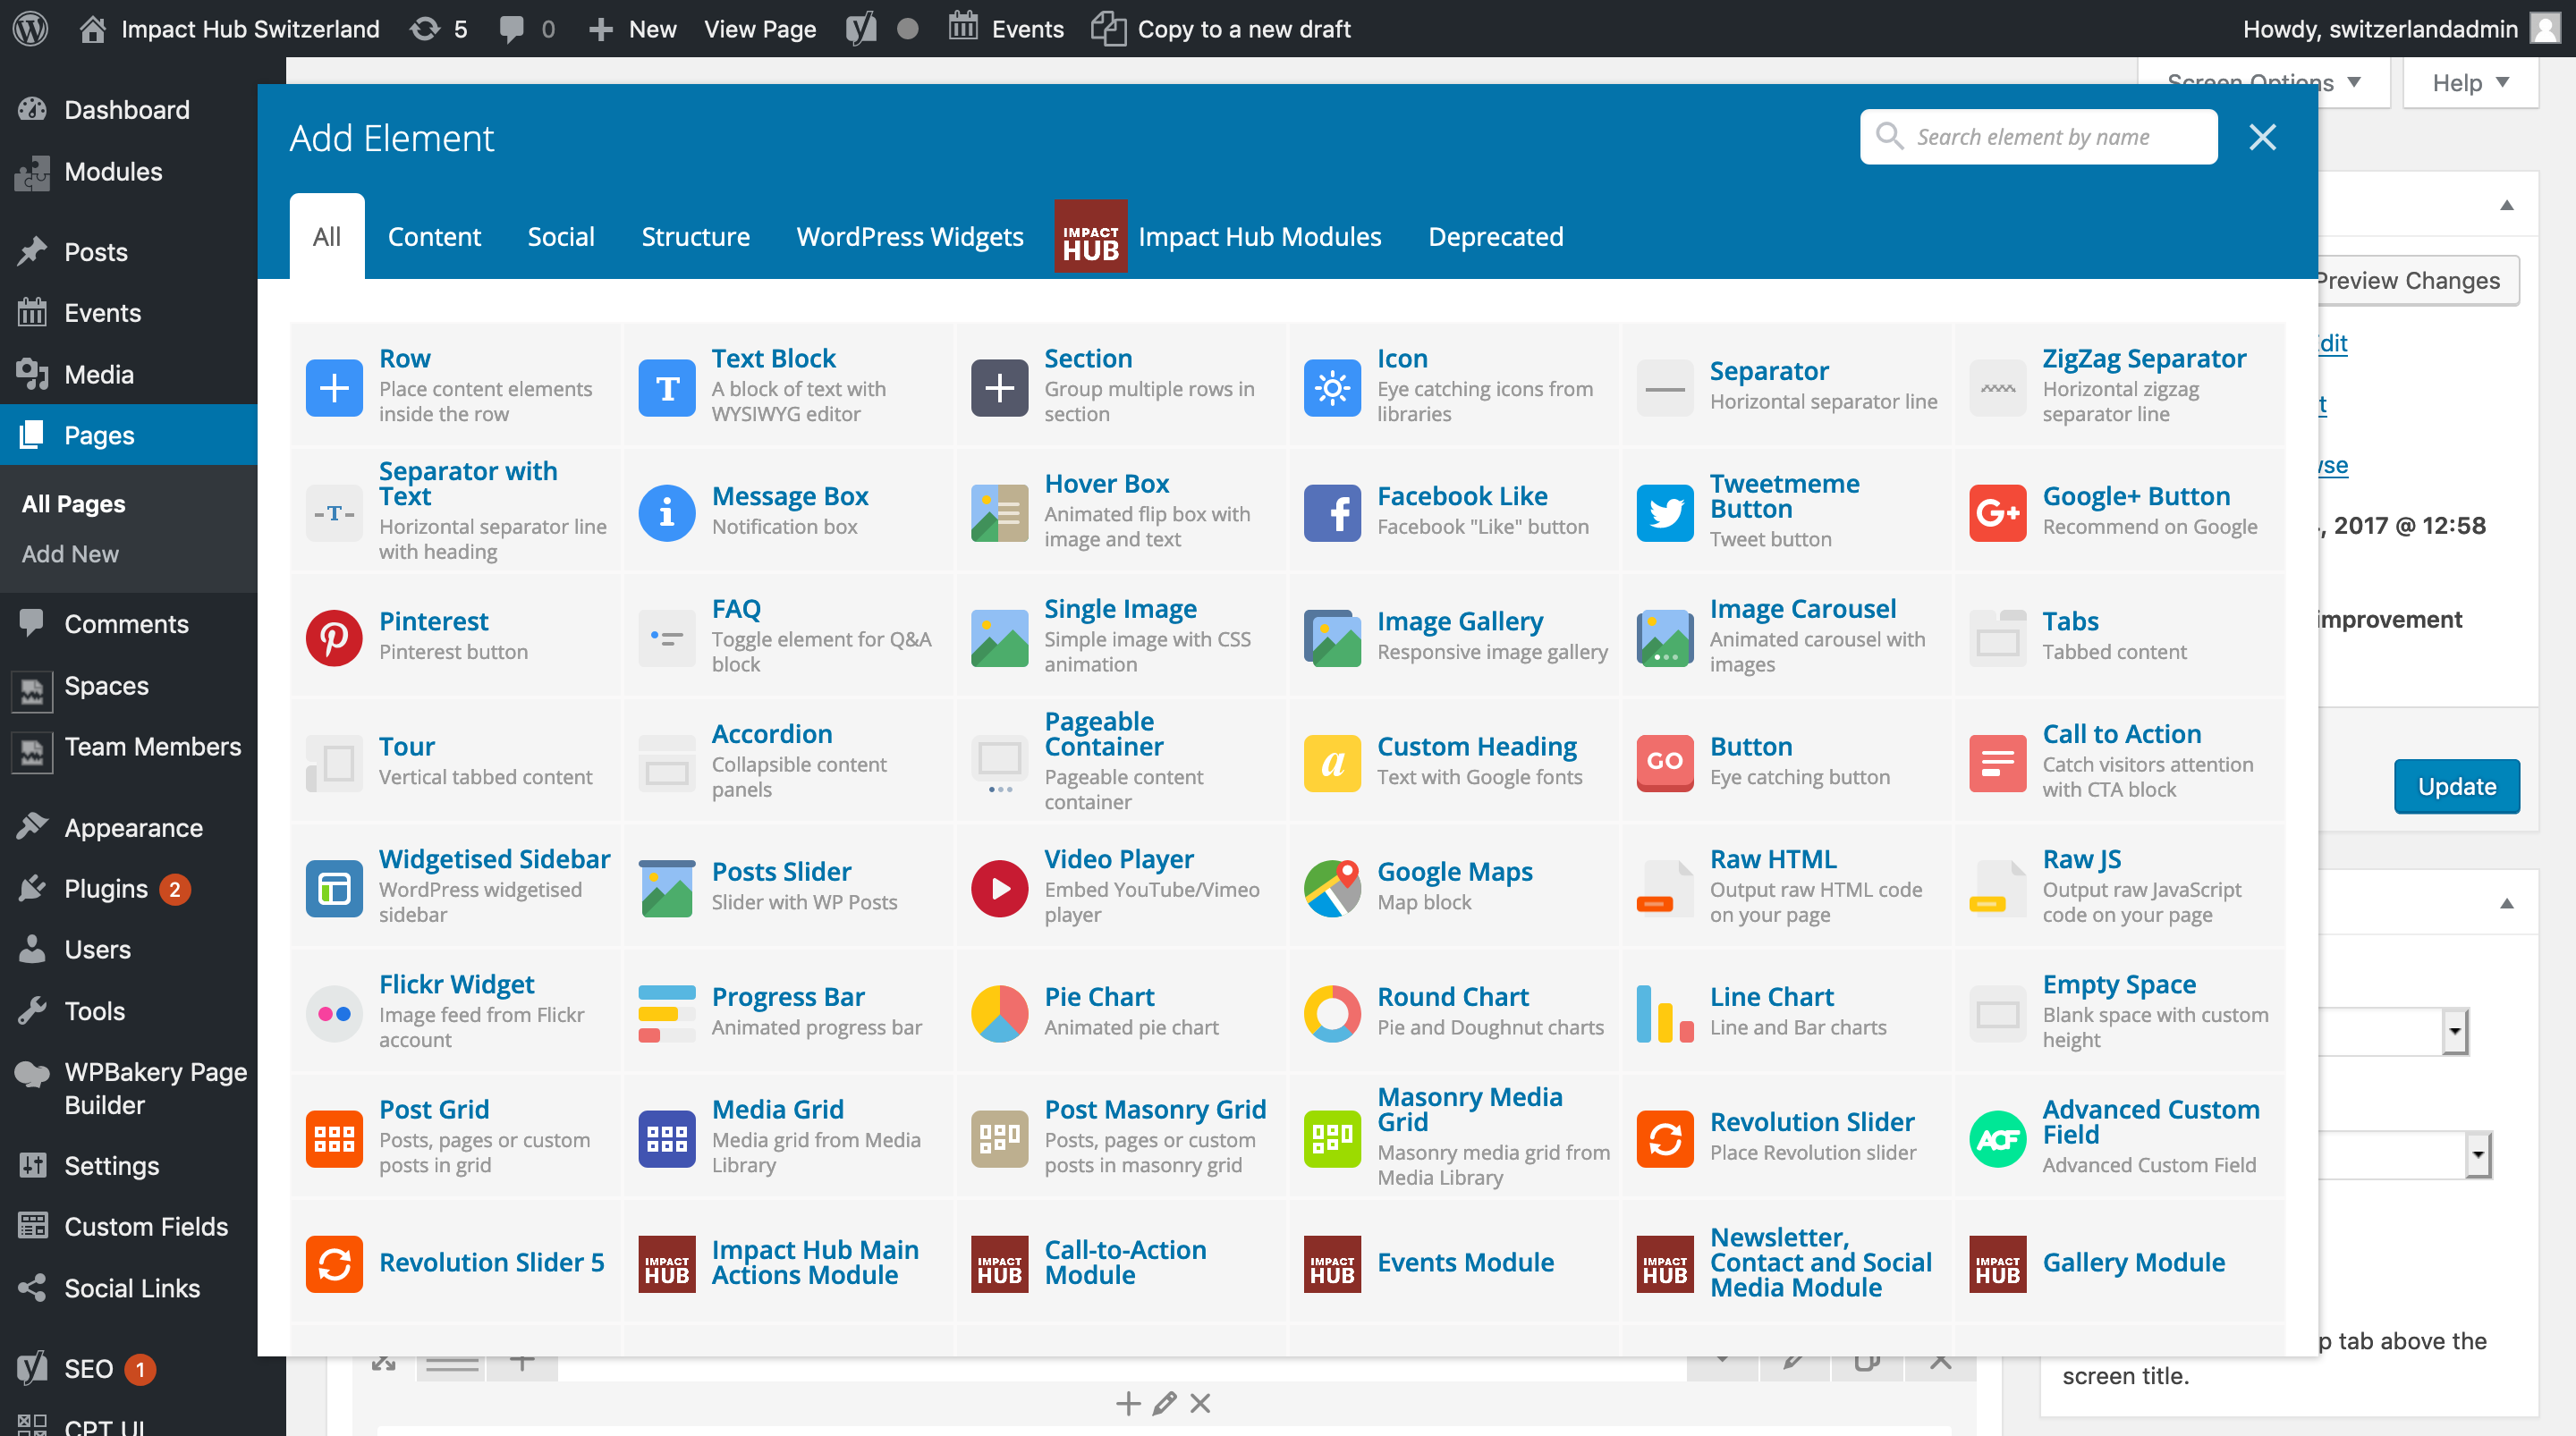 Impact Hub Switzerland
5
0
New
View Page
Events
Copy to a new draft
Howdy, switzerlandadmin
Dashboard
Modules
Posts
Events
Media
Pages
All Pages
Add New
Comments
Spaces
Team Members
Appearance
Plugins 2
Users
Tools
WPBakery Page
Builder
Settings
Custom Fields
Social Links
SEO 1
CPT UI
Screen Options
Help
Add Element
Search element by name
All
Content
Social
Structure
WordPress Widgets
IMPACT
HUB
Impact Hub Modules
Deprecated
Row
Place content elements
inside the row
T
Text Block
A block of text with
WYSIWYG editor
Section
Group multiple rows in
section
Icon
Eye catching icons from
libraries
Separator
Horizontal separator line
ZigZag Separator
Horizontal zigzag
separator line
-T-
Separator with
Text
Horizontal separator line
with heading
i
Message Box
Notification box
Hover Box
Animated flip box with
image and text
f
Facebook Like
Facebook "Like" button
Tweetmeme
Button
Tweet button
G+
Google+ Button
Recommend on Google
Pinterest
Pinterest button
FAQ
Toggle element for Q&A
block
Single Image
Simple image with CSS
animation
Image Gallery
Responsive image gallery
Image Carousel
Animated carousel with
images
Tabs
Tabbed content
Tour
Vertical tabbed content
Accordion
Collapsible content
panels
Pageable
Container
Pageable content
container
a
Custom Heading
Text with Google fonts
GO
Button
Eye catching button
Call to Action
Catch visitors attention
with CTA block
Widgetised Sidebar
WordPress widgetised
sidebar
Posts Slider
Slider with WP Posts
Video Player
Embed YouTube/Vimeo
player
Google Maps
Map block
Raw HTML
Output raw HTML code
on your page
Raw JS
Output raw JavaScript
code on your page
Flickr Widget
Image feed from Flickr
account
Progress Bar
Animated progress bar
Pie Chart
Animated pie chart
Round Chart
Pie and Doughnut charts
Line Chart
Line and Bar charts
Empty Space
Blank space with custom
height
Post Grid
Posts, pages or custom
posts in grid
Media Grid
Media grid from Media
Library
Post Masonry Grid
Posts, pages or custom
posts in masonry grid
Masonry Media
Grid
Masonry media grid from
Media Library
Revolution Slider
Place Revolution slider
ACF
Advanced Custom
Field
Advanced Custom Field
Revolution Slider 5
IMPACT
HUB
Impact Hub Main
Actions Module
IMPACT
HUB
Call-to-Action
Module
IMPACT
HUB
Events Module
IMPACT
HUB
Newsletter,
Contact and Social
Media Module
IMPACT
HUB
Gallery Module
Preview Changes
dit
t
wse
, 2017 @ 12:58
improvement
Update
p tab above the
screen title.